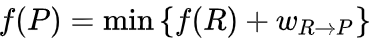 f(P) = min {f(R) + w_{R→P}}